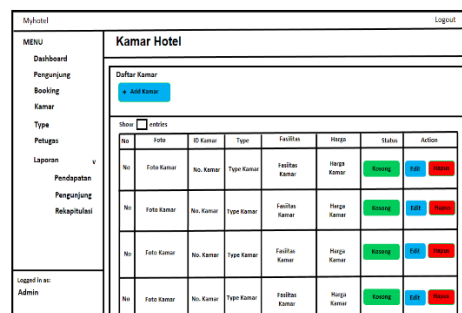 Myhotel Logout
MENU
Dashboard
Pengunjung
Booking
Kamar
Type
Petugas
Laporan v
Pendapatan
Pengunjung
Rekapitulasi
Logged in as:
Admin
Kamar Hotel
Daftar Kamar
+ Add Kamar
Show entries
No Foto ID Kamar Type Fasilitas Harga Status Action
No Foto Kamar No. Kamar Type Kamar Fasilitas Kamar Harga Kamar Kosong Edit Hapus
No Foto Kamar No. Kamar Type Kamar Fasilitas Kamar Harga Kamar Kosong Edit Hapus
No Foto Kamar No. Kamar Type Kamar Fasilitas Kamar Harga Kamar Kosong Edit Hapus
No Foto Kamar No. Kamar Type Kamar Fasilitas Kamar Harga Kamar Kosong Edit Hapus